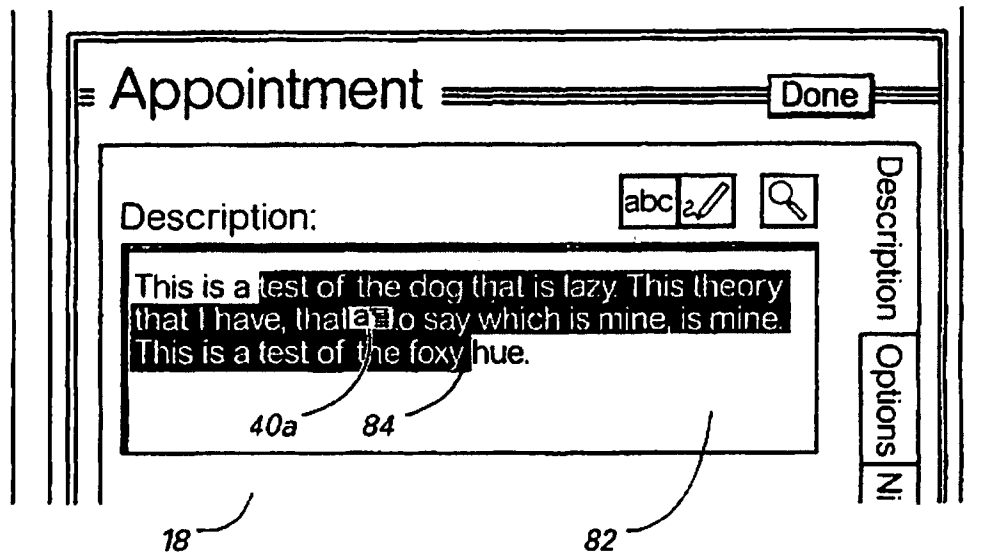 Appointment
Done
abc
Description:
This is a test of the dog that is lazy. This theory
that I have, that a to say which is mine, is mine.
This is a test of the foxy hue.
40a
84
18
82
Description
Options
Ni